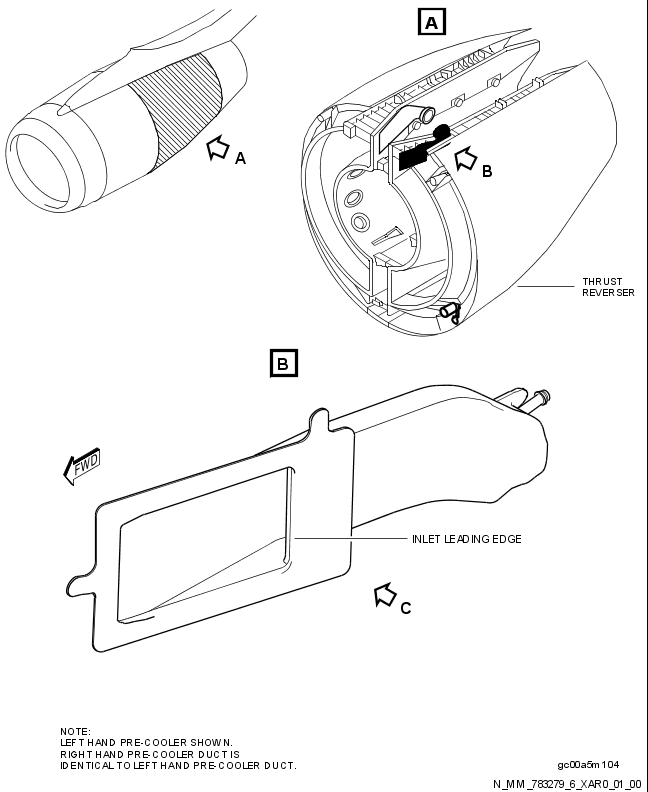 A
A
B
THRUST
REVERSER
B
FWD
INLET LEADING EDGE
C
NOTE:
LEFT HAND PRE-COOLER SHOWN.
RIGHT HAND PRE-COOLER DUCT IS
IDENTICAL TO LEFT HAND PRE-COOLER DUCT.
gc00a5m104
N_MM_783279_6_XAR0_01_00